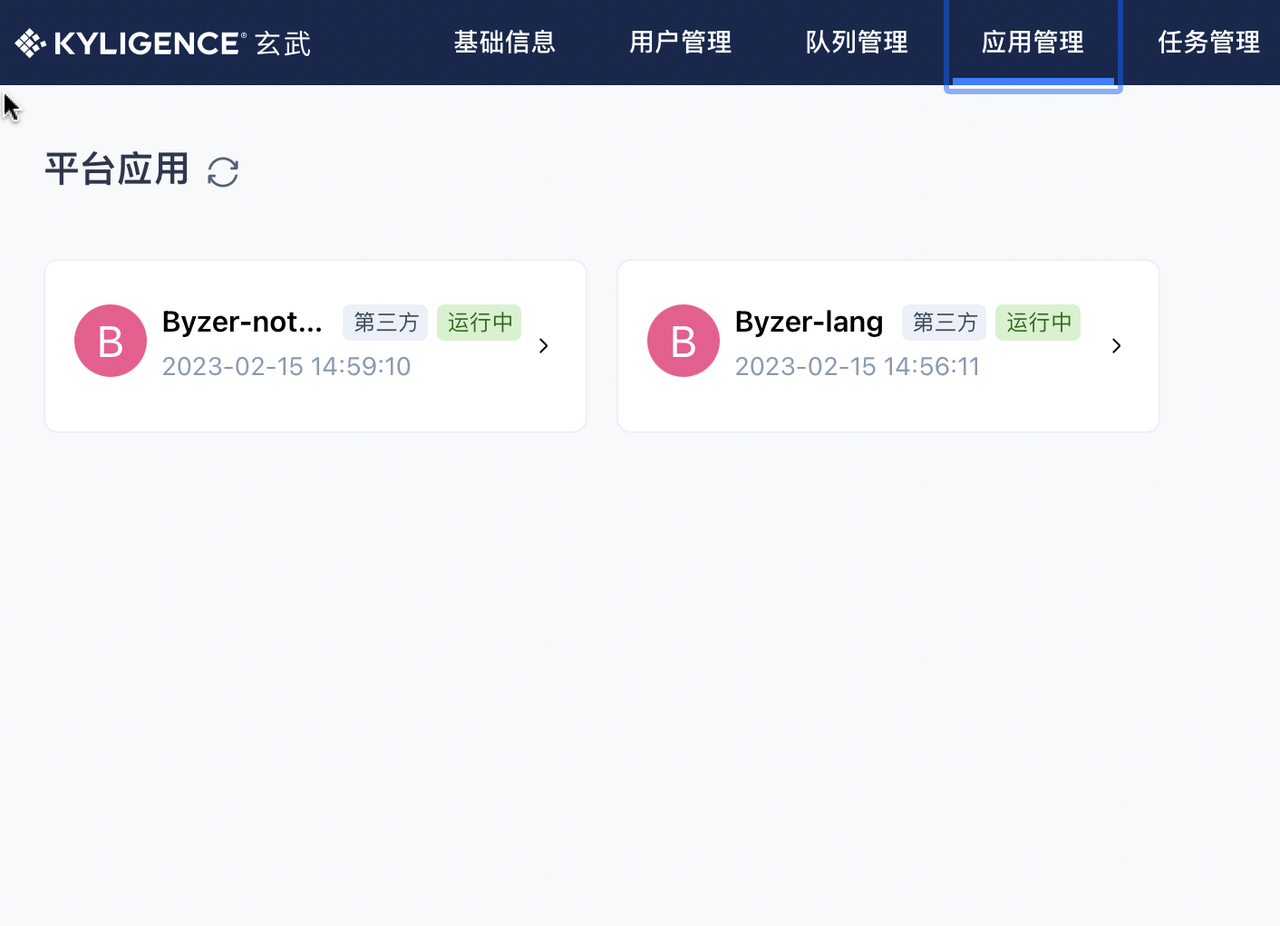 KYLIGENCE® 玄武 基础信息 用户管理 队列管理 应用管理 任务管理
平台应用
B Byzer-not... 第三方 运行中
2023-02-15 14:59:10
B Byzer-lang 第三方 运行中
2023-02-15 14:56:11